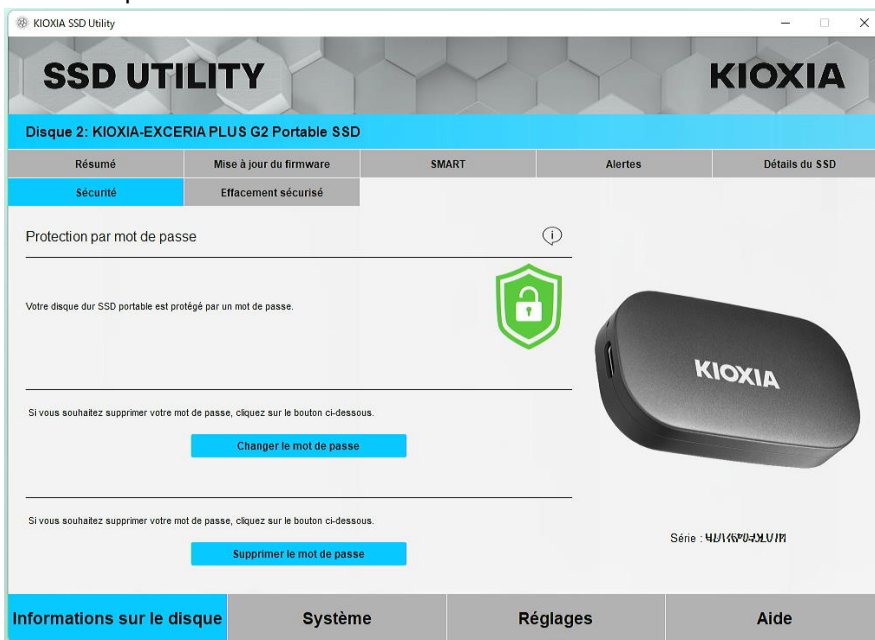 KIOXIA SSD Utility
SSD UTILITY
KIOXIA
Disque 2: KIOXIA-EXCERIA PLUS G2 Portable SSD
Résumé
Mise à jour du firmware
SMART
Alertes
Détails du SSD
Sécurité
Effacement sécurisé
Protection par mot de passe
Votre disque dur SSD portable est protégé par un mot de passe.
KIOXIA
Si vous souhaitez supprimer votre mot de passe, cliquez sur le bouton ci-dessous.
Changer le mot de passe
Si vous souhaitez supprimer votre mot de passe, cliquez sur le bouton ci-dessous.
Supprimer le mot de passe
Série :
Informations sur le disque
Système
Réglages
Aide